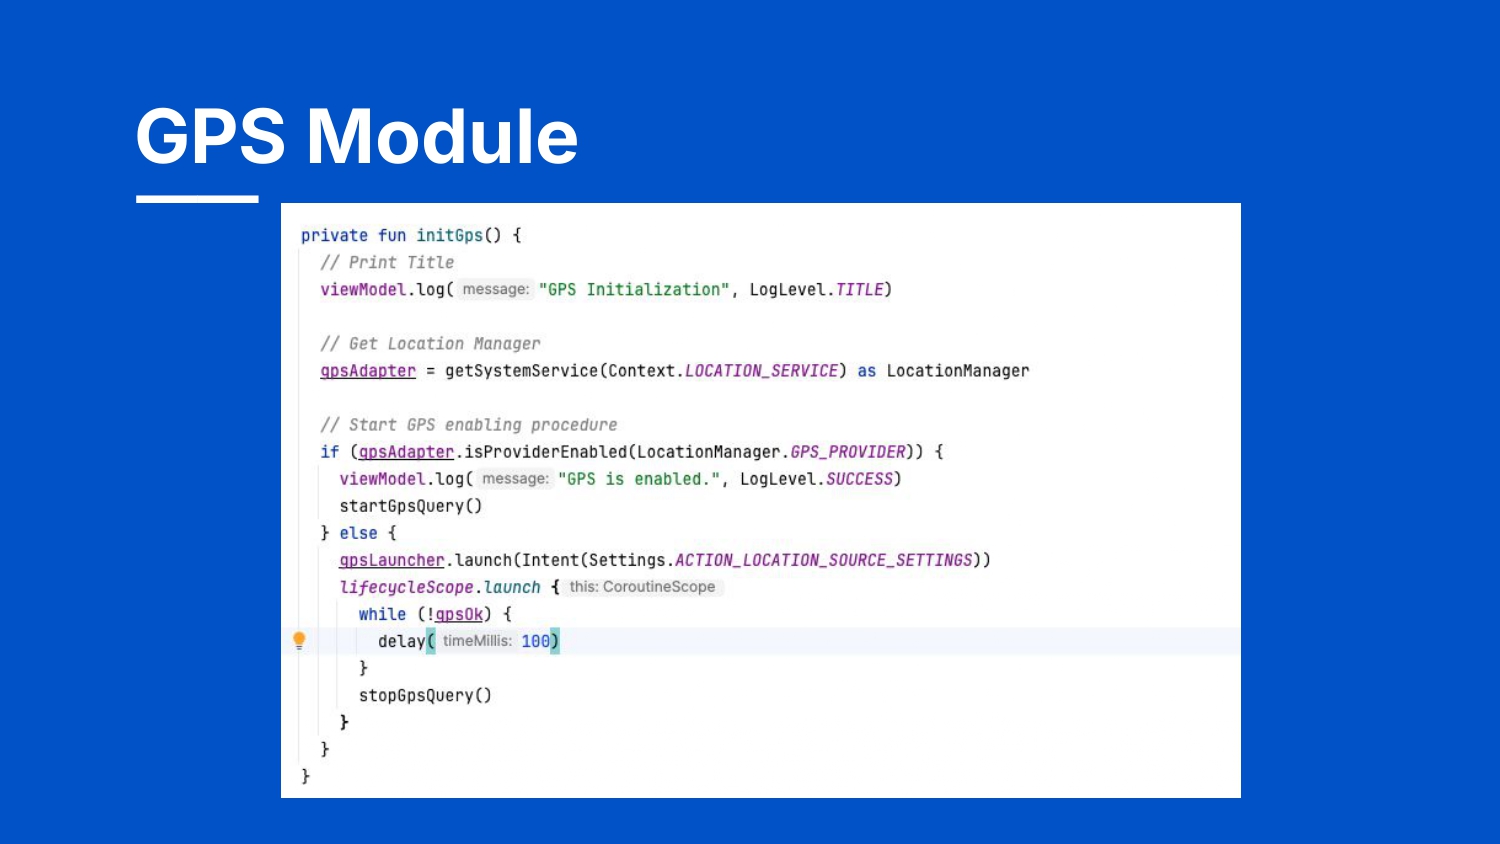 GPS Module
private fun initGps() {
// Print Title
viewModel.log( message: "GPS Initialization", LogLevel.TITLE)
// Get Location Manager
gpsAdapter = getSystemService(Context.LOCATION_SERVICE) as LocationManager
// Start GPS enabling procedure
if (gpsAdapter.isProviderEnabled(LocationManager.GPS_PROVIDER)) {
viewModel.log( message: "GPS is enabled.", LogLevel.SUCCESS)
startGpsQuery()
} else {
gpsLauncher.launch(Intent(Settings.ACTION_LOCATION_SOURCE_SETTINGS))
lifecycleScope.launch { this: CoroutineScope
while (!gpsOk) {
delay( timeMillis: 100)
}
stopGpsQuery()
}
}
}